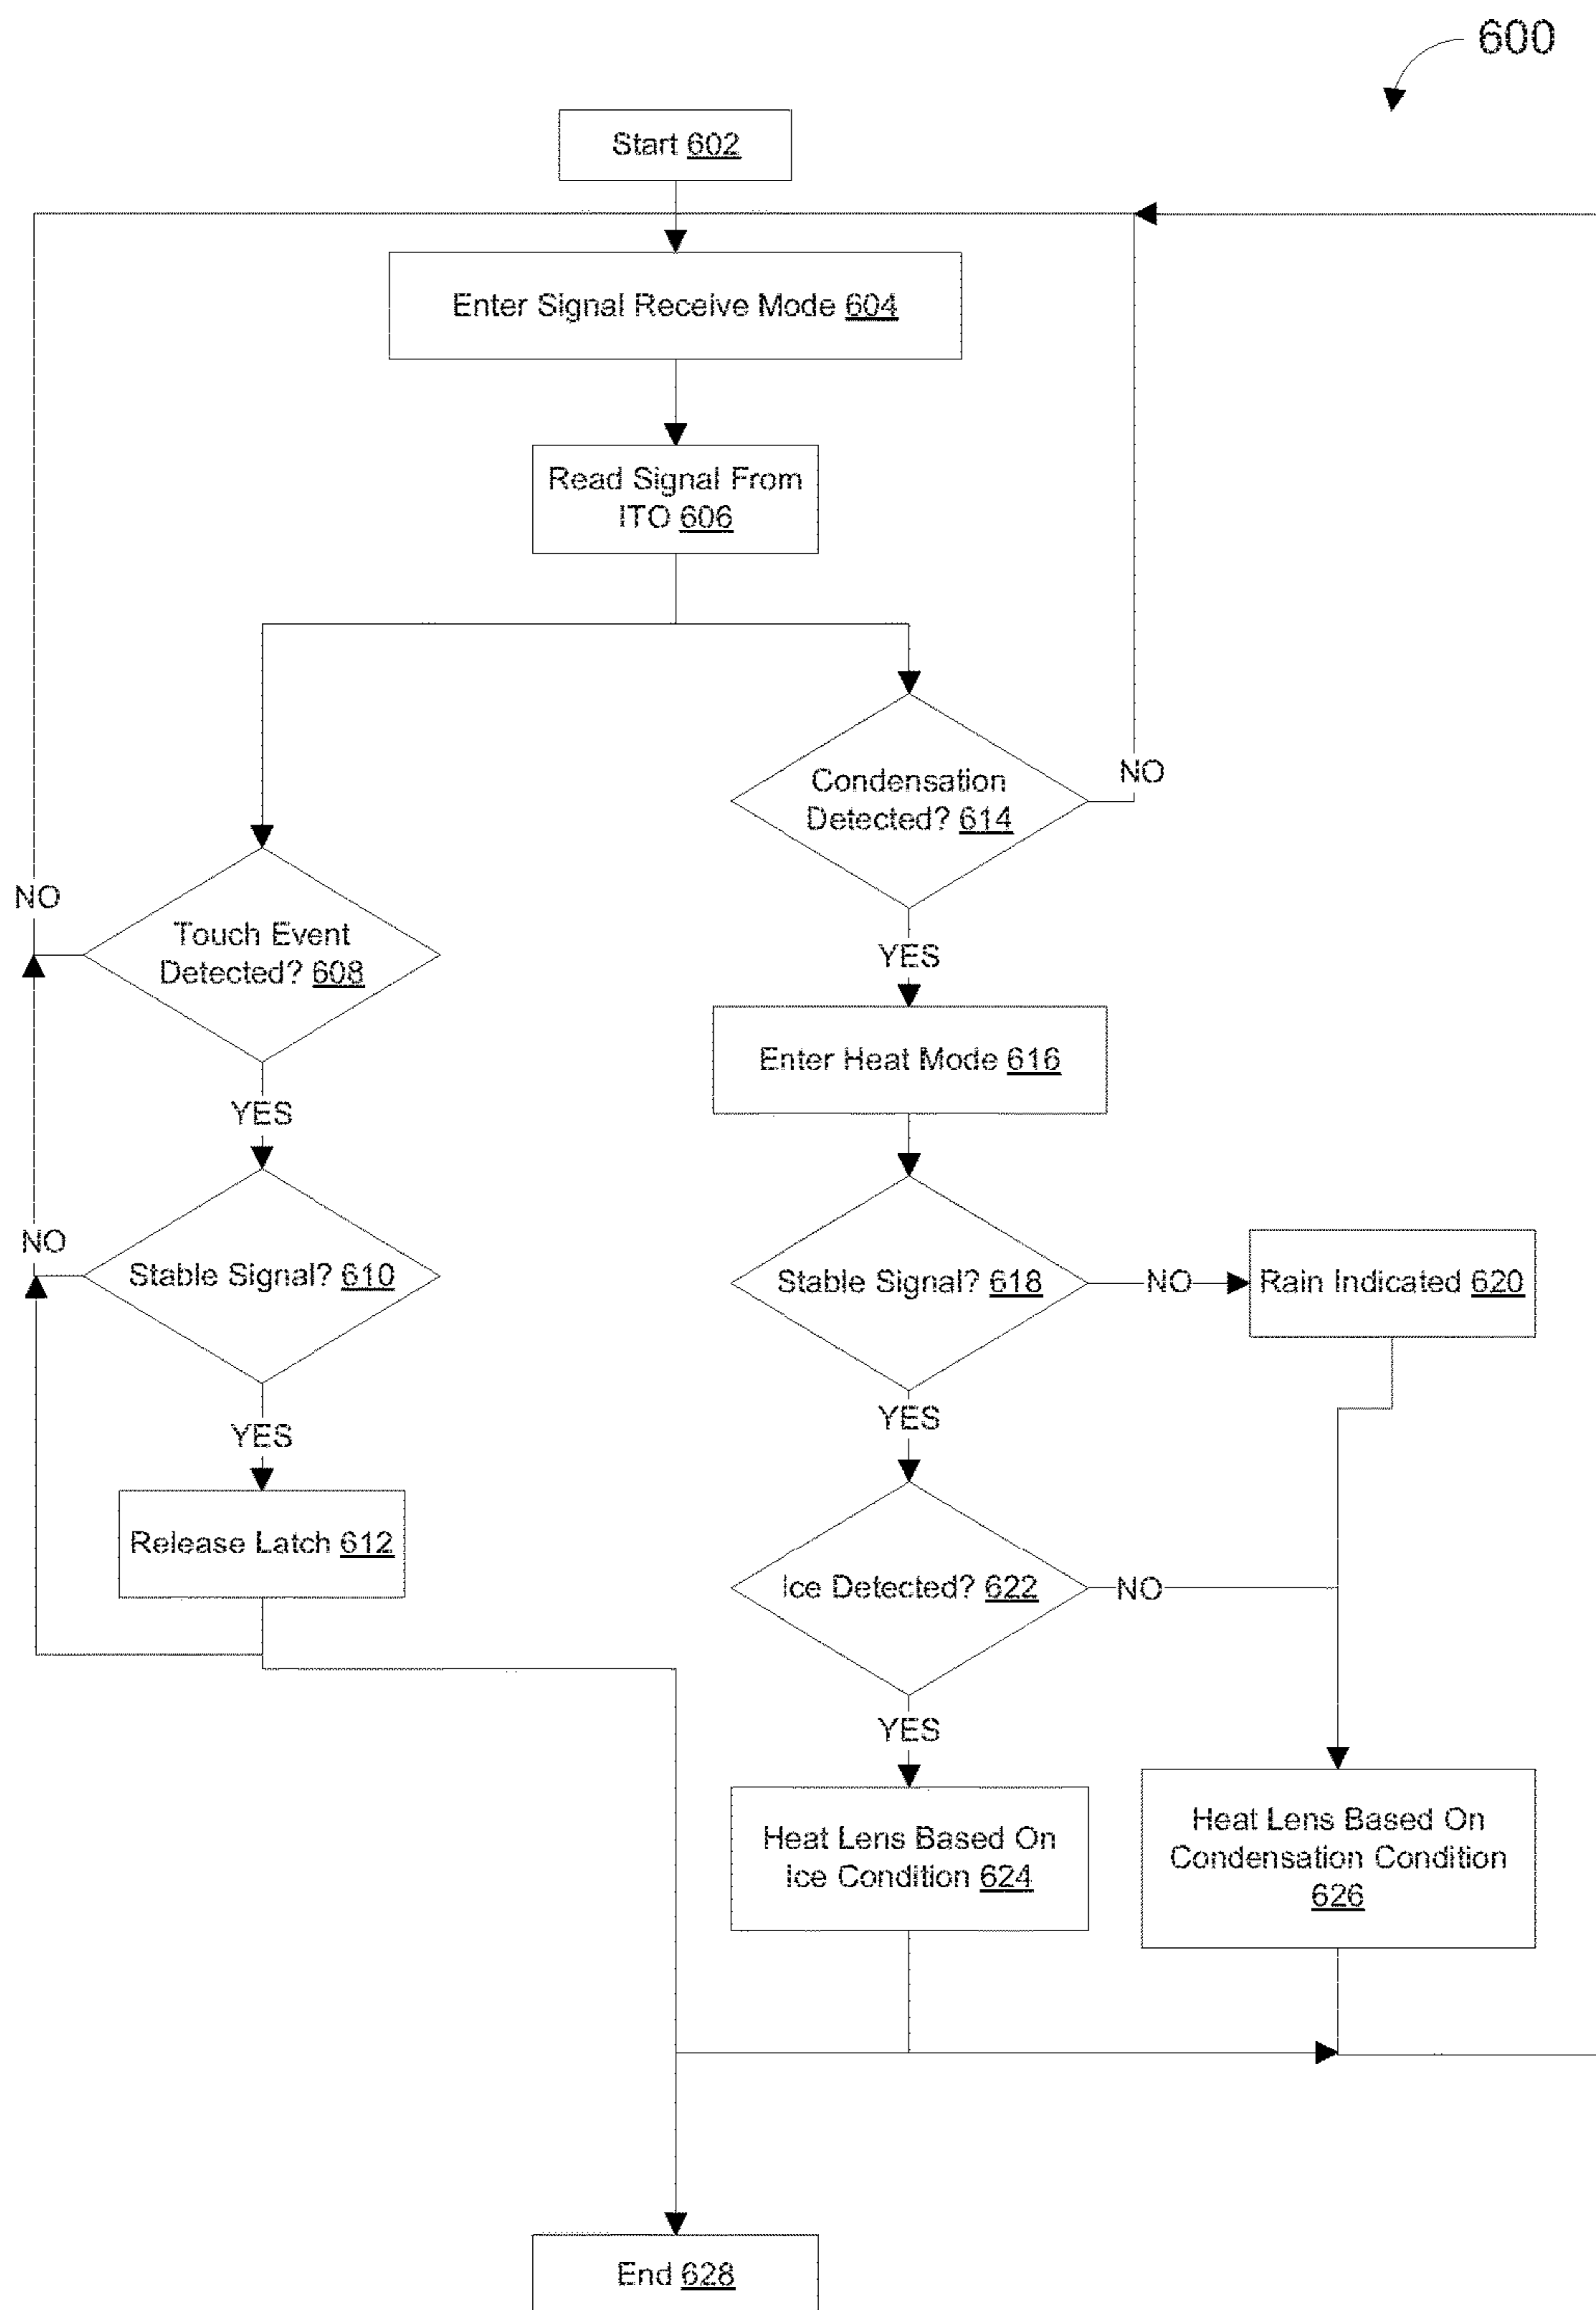 600
Start 602
Enter Signal Receive Mode 604
Read Signal From
ITO 606
Condensation
Detected? 614
NO
NO
Touch Event
Detected? 608
YES
YES
Enter Heat Mode 616
NO
Stable Signal? 610
Stable Signal? 618
NO
Rain Indicated 620
YES
YES
Release Latch 612
Ice Detected? 622
NO
YES
Heat Lens Based On
Ice Condition 624
Heat Lens Based On
Condensation Condition
626
End 628